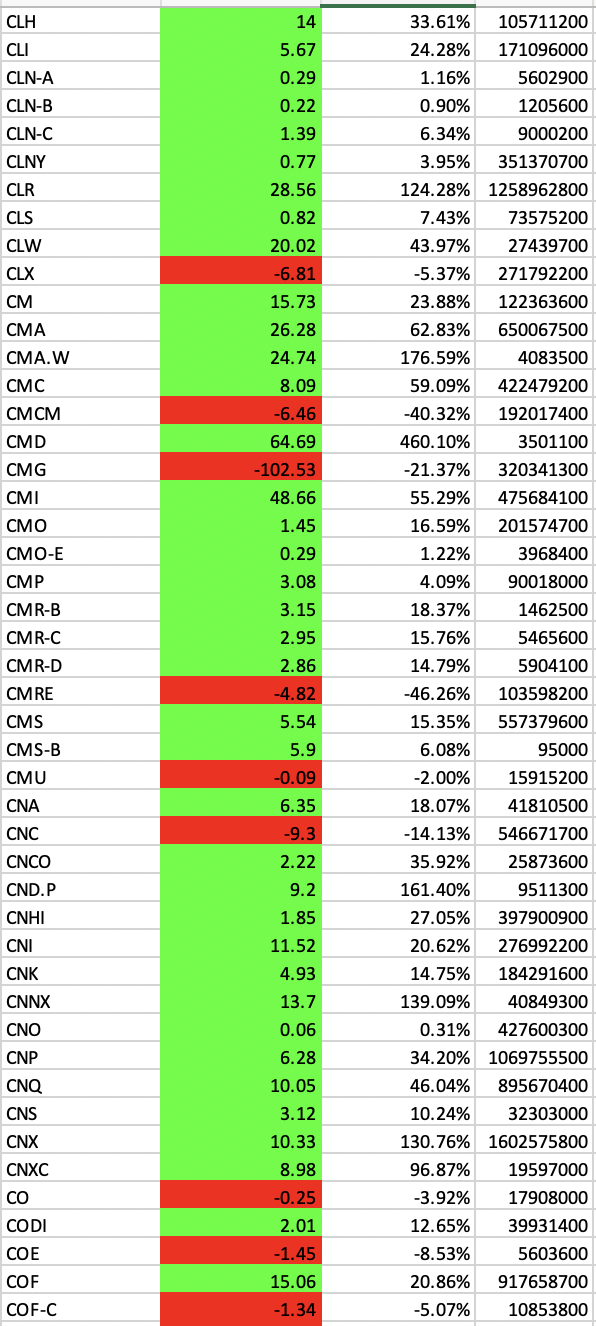 CLH 14 33.61% 105711200
CLI 5.67 24.28% 171096000
CLN-A 0.29 1.16% 5602900
CLN-B 0.22 0.90% 1205600
CLN-C 1.39 6.34% 9000200
CLNY 0.77 3.95% 351370700
CLR 28.56 124.28% 1258962800
CLS 0.82 7.43% 73575200
CLW 20.02 43.97% 27439700
CLX -6.81 -5.37% 271792200
CM 15.73 23.88% 122363600
CMA 26.28 62.83% 650067500
CMA.W 24.74 176.59% 4083500
CMC 8.09 59.09% 422479200
CMCM -6.46 -40.32% 192017400
CMD 64.69 460.10% 3501100
CMG -102.53 -21.37% 320341300
CMI 48.66 55.29% 475684100
CMO 1.45 16.59% 201574700
CMO-E 0.29 1.22% 3968400
CMP 3.08 4.09% 90018000
CMR-B 3.15 18.37% 1462500
CMR-C 2.95 15.76% 5465600
CMR-D 2.86 14.79% 5904100
CMRE -4.82 -46.26% 103598200
CMS 5.54 15.35% 557379600
CMS-B 5.9 6.08% 95000
CMU -0.09 -2.00% 15915200
CNA 6.35 18.07% 41810500
CNC -9.3 -14.13% 546671700
CNCO 2.22 35.92% 25873600
CND.P 9.2 161.40% 9511300
CNHI 1.85 27.05% 397900900
CNI 11.52 20.62% 276992200
CNK 4.93 14.75% 184291600
CNNX 13.7 139.09% 40849300
CNO 0.06 0.31% 427600300
CNP 6.28 34.20% 1069755500
CNQ 10.05 46.04% 895670400
CNS 3.12 10.24% 32303000
CNX 10.33 130.76% 1602575800
CNXC 8.98 96.87% 19597000
CO -0.25 -3.92% 17908000
CODI 2.01 12.65% 39931400
COE -1.45 -8.53% 5603600
COF 15.06 20.86% 917658700
COF-C -1.34 -5.07% 10853800